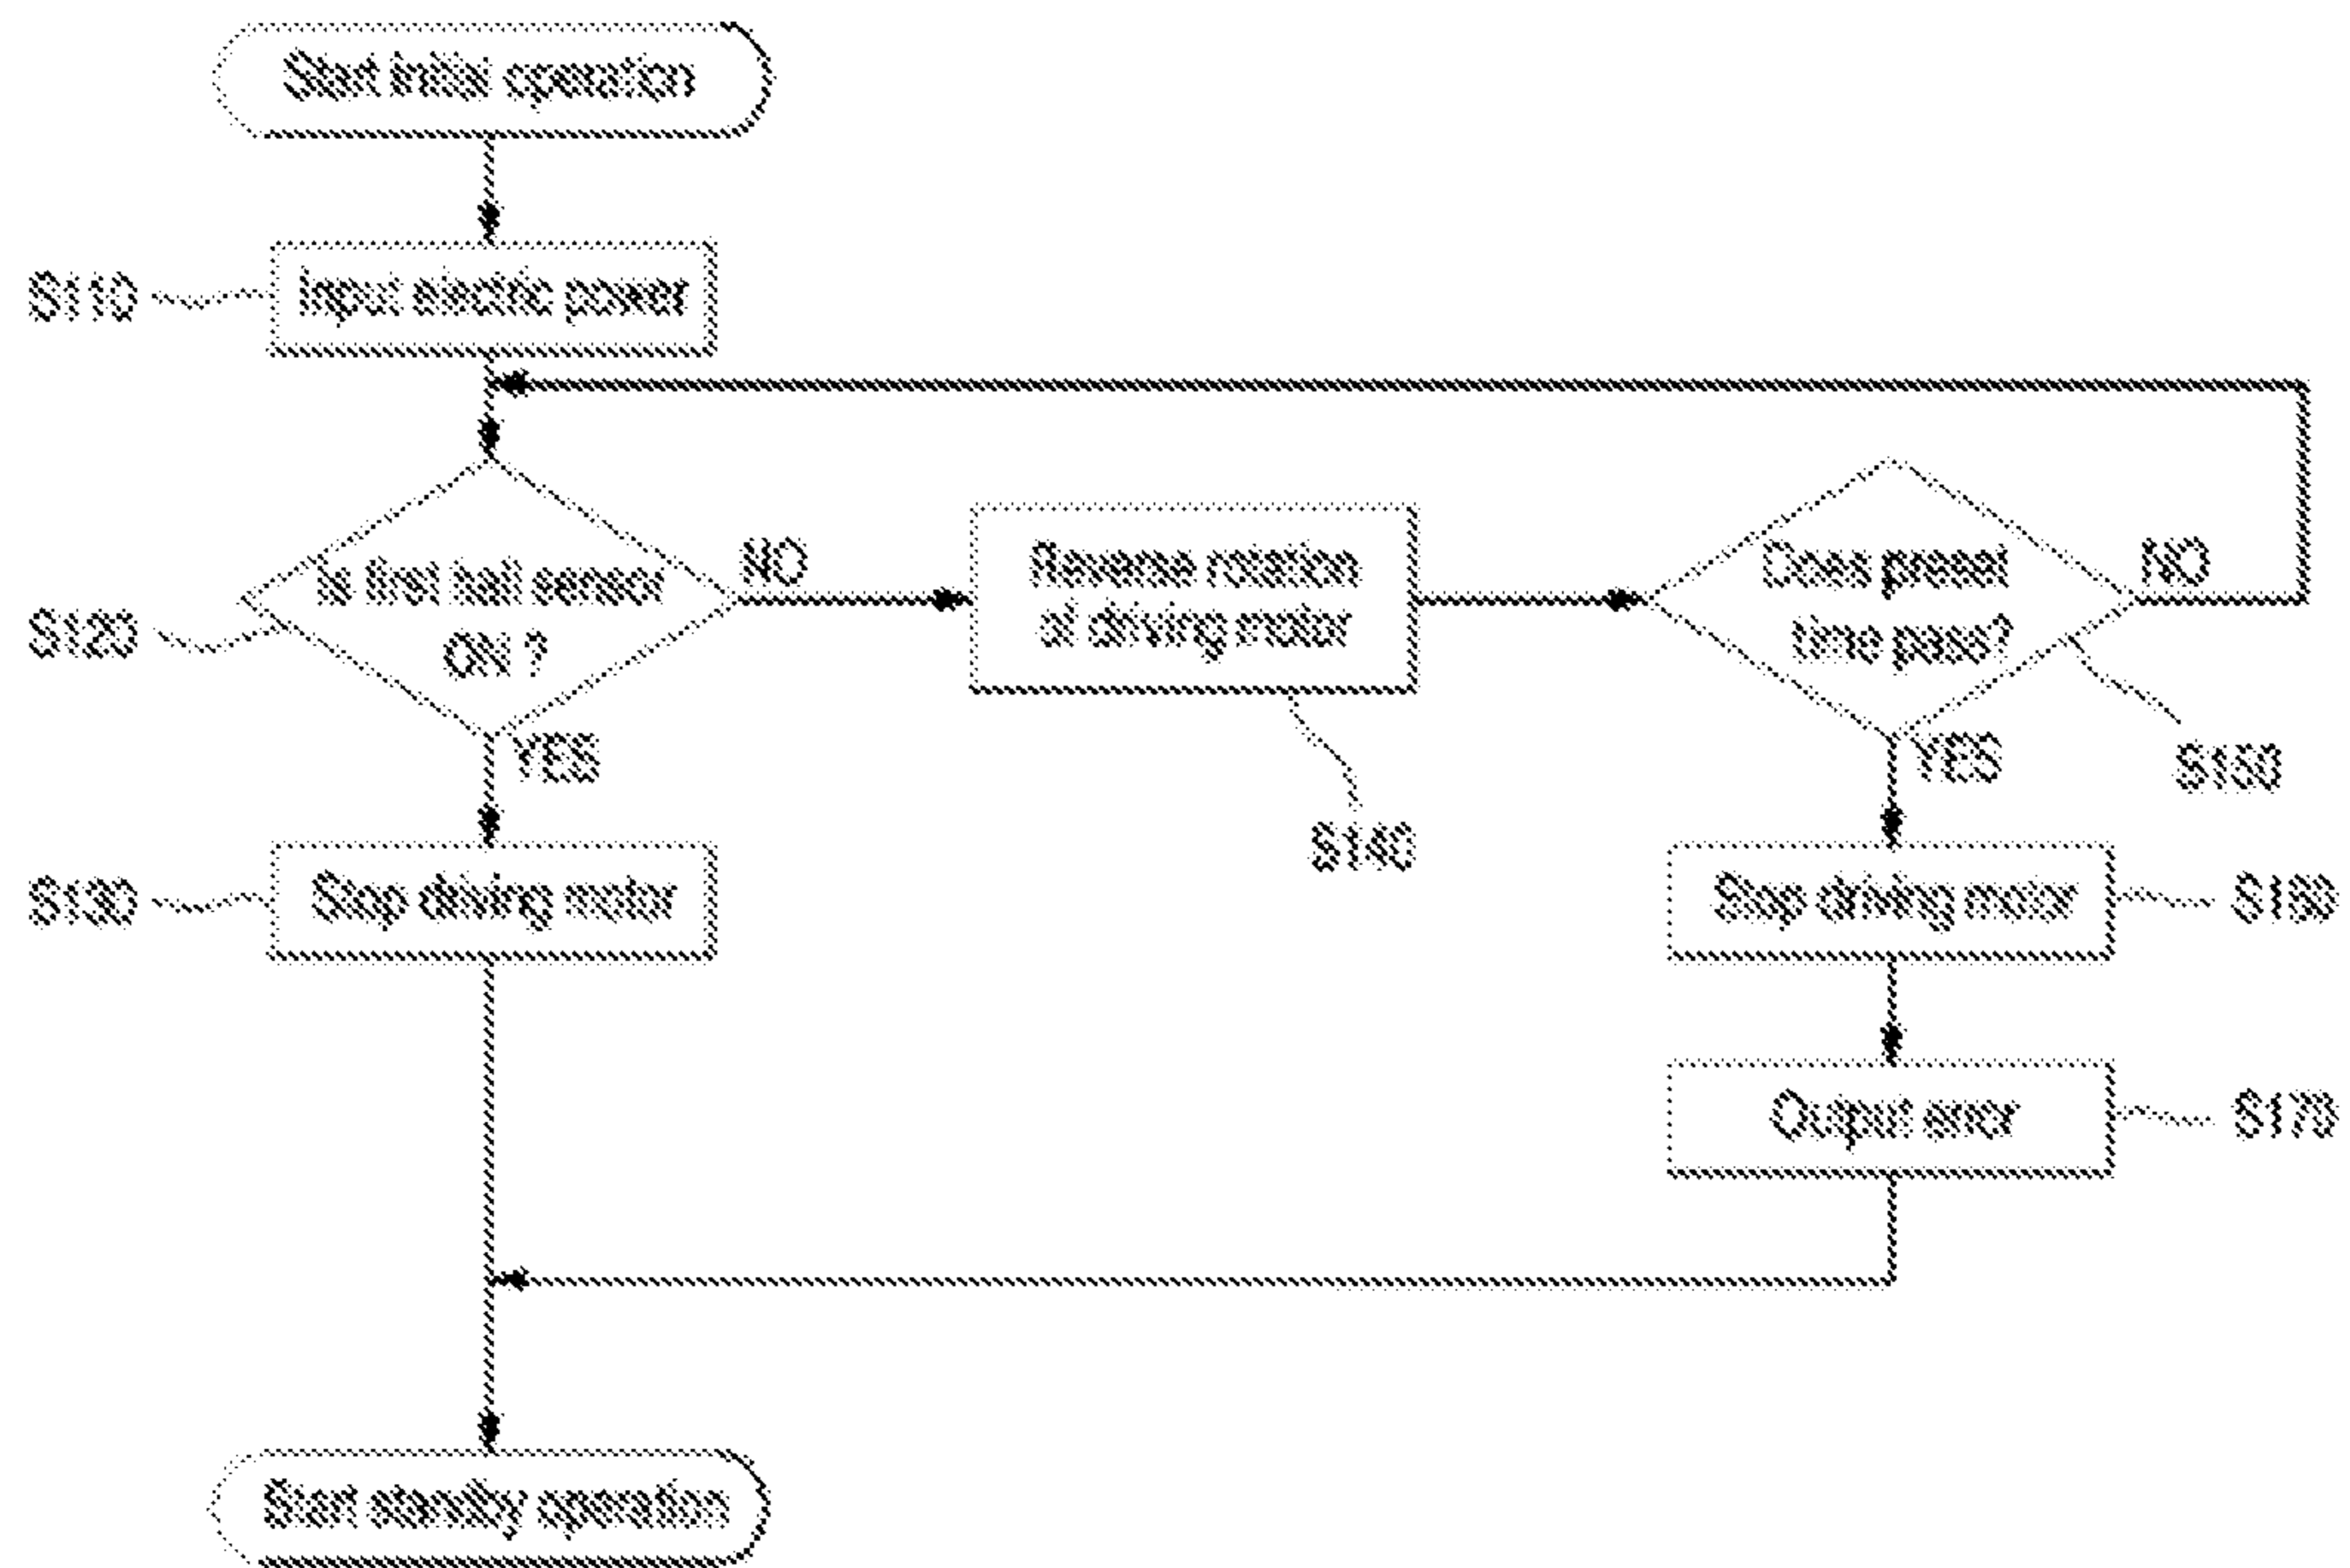 Start initial operation
S110
Input electric power
Is first hall sensor
ON ?
S120
NO
Reverse rotation
of driving motor
S140
Does preset
time pass?
NO
S150
YES
YES
S130
Stop driving motor
Stop driving motor
S160
Output error
S170
Start standby operation